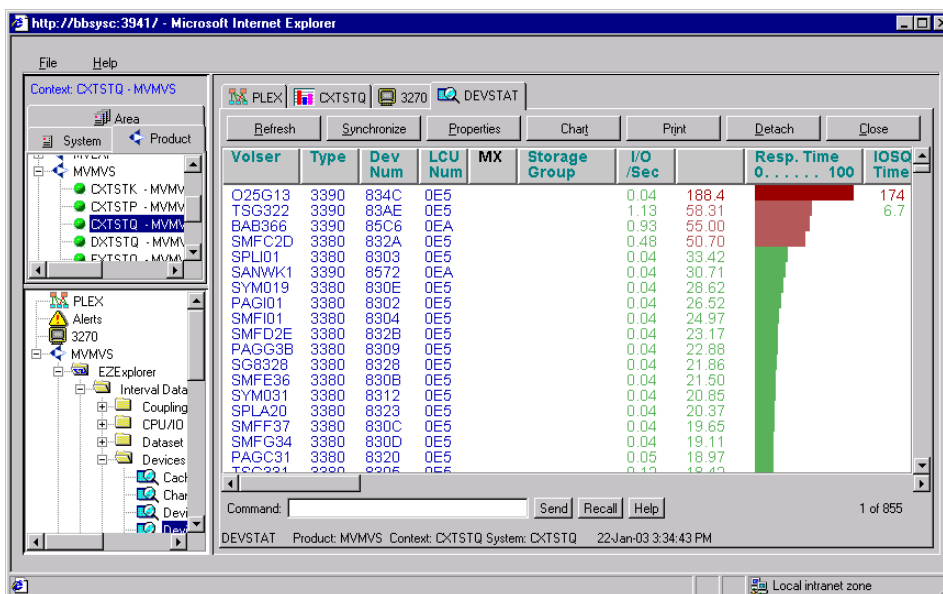 http://bbsysc:3941/ - Microsoft Internet Explorer
File Help
Context: CXTSTQ - MVMVS
Area
System Product
MVMVS
CXTSTK - MVMV
CXTSTP - MVMV
CXTSTQ - MVMV
DXTSTQ - MVMV
PLEX
Alerts
3270
MVMVS
EZExplorer
Interval Data
Coupling
CPU/IO
Dataset
Devices
Cach
Char
Devi
Devi
PLEX CXTSTQ 3270 DEVSTAT
Refresh Synchronize Properties Chart Print Detach Close
Volser Type Dev Num LCU Num MX Storage Group I/O /Sec Resp. Time 0. . . . . . 100 IOSQ Time
O25G13 3390 834C 0E5 0.04 188.4 174
TSG322 3390 83AE 0E5 1.13 58.31 6.7
BAB366 3390 85C6 0EA 0.93 55.00
SMFC2D 3380 832A 0E5 0.48 50.70
SPLI01 3380 8303 0E5 0.04 33.42
SANWK1 3390 8572 0EA 0.04 30.71
SYM019 3380 830E 0E5 0.04 28.62
PAGI01 3380 8302 0E5 0.04 26.52
SMFI01 3380 8304 0E5 0.04 24.97
SMFD2E 3380 832B 0E5 0.04 23.17
PAGG3B 3380 8309 0E5 0.04 22.88
SG8328 3380 8328 0E5 0.04 21.86
SMFE36 3380 830B 0E5 0.04 21.50
SYM031 3380 8312 0E5 0.04 20.85
SPLA20 3380 8323 0E5 0.04 20.37
SMFF37 3380 830C 0E5 0.04 19.65
SMFG34 3380 830D 0E5 0.04 19.11
PAGC31 3380 8320 0E5 0.05 18.97
Command: Send Recall Help 1 of 855
DEVSTAT Product: MVMVS Context: CXTSTQ System: CXTSTQ 22-Jan-03 3:34:43 PM
Local intranet zone